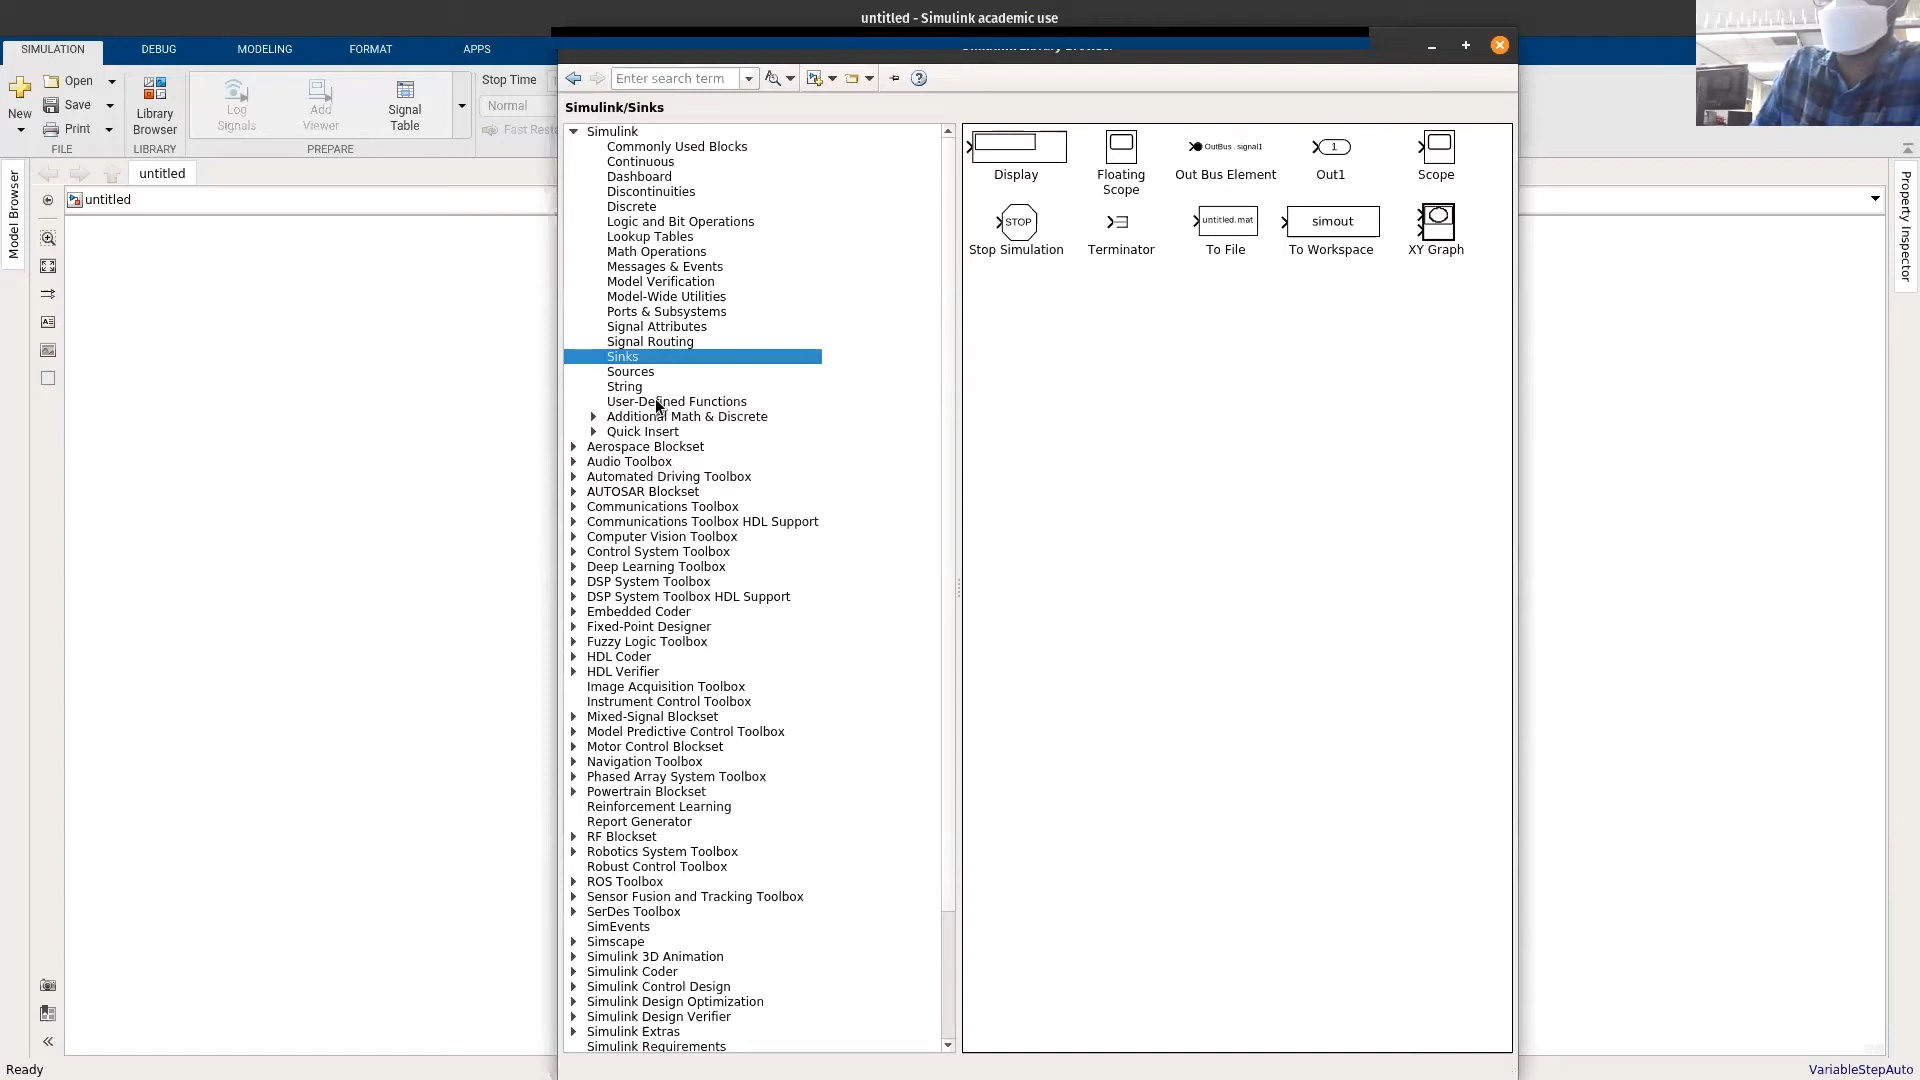 untitled - Simulink academic use
SIMULATION
DEBUG
MODELING
FORMAT
APPS
New
Open
Save
Print
FILE
Library
Browser
LIBRARY
Log
Signals
Add
Viewer
Signal
Table
PREPARE
Stop Time
Normal
Enter search term
Simulink/Sinks
Model Browser
untitled
untitled
Simulink
Commonly Used Blocks
Continuous
Dashboard
Discontinuities
Discrete
Logic and Bit Operations
Lookup Tables
Math Operations
Messages & Events
Model Verification
Model-Wide Utilities
Ports & Subsystems
Signal Attributes
Signal Routing
Sinks
Sources
String
User-Defined Functions
Additional Math & Discrete
Quick Insert
Aerospace Blockset
Audio Toolbox
Automated Driving Toolbox
AUTOSAR Blockset
Communications Toolbox
Communications Toolbox HDL Support
Computer Vision Toolbox
Control System Toolbox
Deep Learning Toolbox
DSP System Toolbox
DSP System Toolbox HDL Support
Embedded Coder
Fixed-Point Designer
Fuzzy Logic Toolbox
HDL Coder
HDL Verifier
Image Acquisition Toolbox
Instrument Control Toolbox
Mixed-Signal Blockset
Model Predictive Control Toolbox
Motor Control Blockset
Navigation Toolbox
Phased Array System Toolbox
Powertrain Blockset
Reinforcement Learning
Report Generator
RF Blockset
Robotics System Toolbox
Robust Control Toolbox
ROS Toolbox
Sensor Fusion and Tracking Toolbox
SerDes Toolbox
SimEvents
Simscape
Simulink 3D Animation
Simulink Coder
Simulink Control Design
Simulink Design Optimization
Simulink Design Verifier
Simulink Extras
Simulink Requirements
Display
Floating
Scope
OutBus . signal1
Out Bus Element
1
Out1
Scope
STOP
Stop Simulation
Terminator
untitled.mat
To File
simout
To Workspace
XY Graph
Property Inspector
Ready
VariableStepAuto